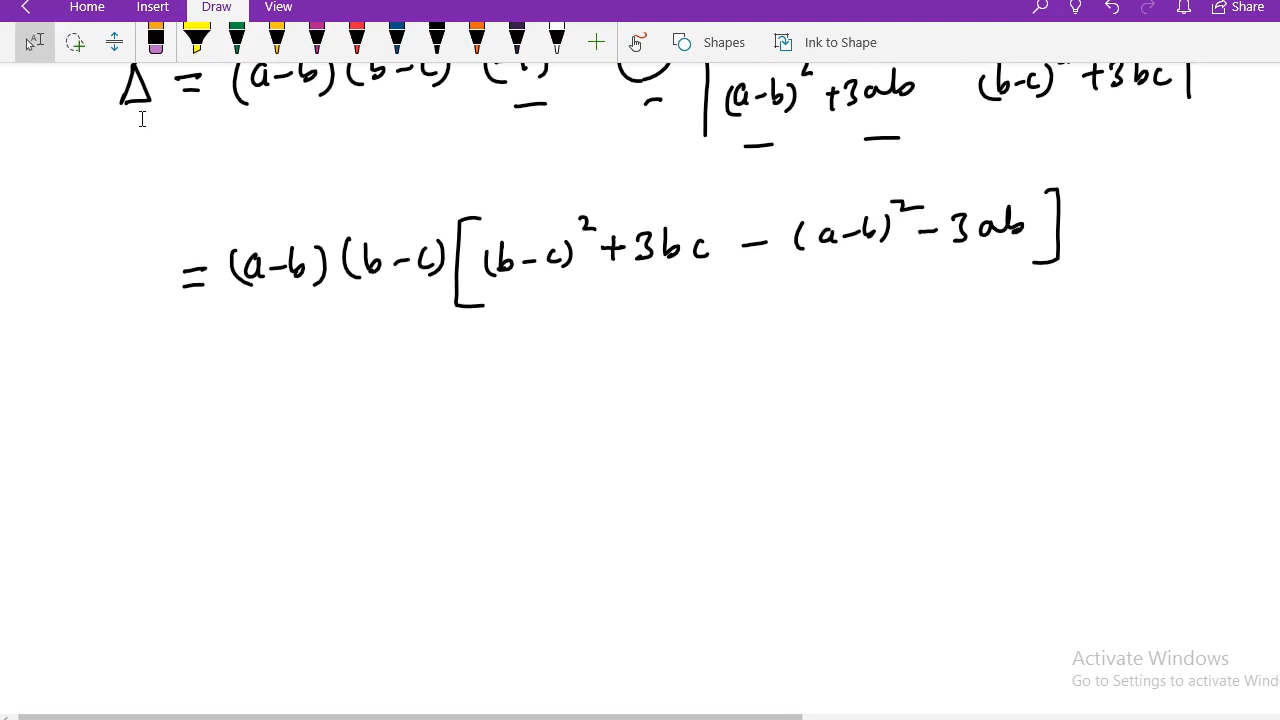 Home Insert Draw View Share
Shapes Ink to Shape
Δ = (a-b)(b-c)
(a-b)² +3ab (b-c)² +3bc
= (a-b)(b-c)[(b-c)² +3bc - (a-b)² - 3ab]
Activate Windows
Go to Settings to activate Wind